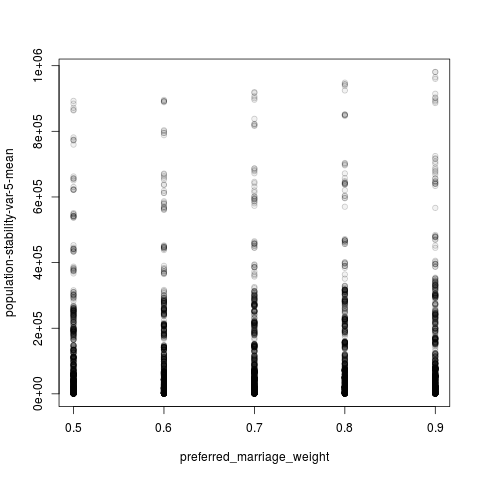 1e+06
8e+05
6e+05
4e+05
2e+05
0e+00
population-stability-var-5-mean
0.5 0.6 0.7 0.8 0.9
preferred_marriage_weight